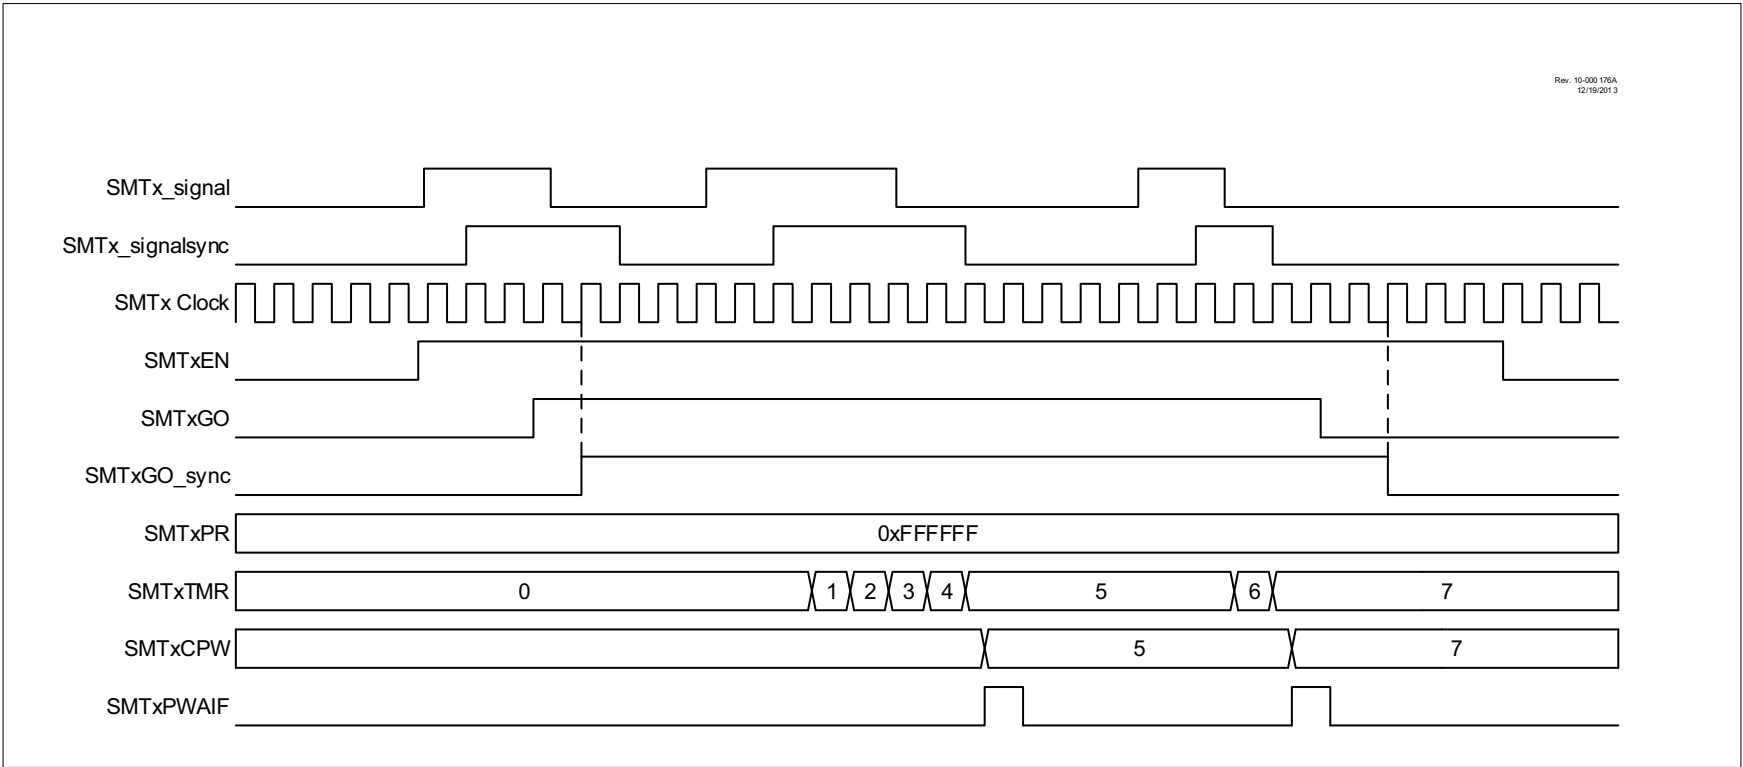 Rev. 10-000 176A
12/19/201 3
SMTx_signal
SMTx_signalsync
SMTx Clock
SMTxEN
SMTxGO
SMTxGO_sync
SMTxPR 0xFFFFFF
SMTxTMR 0 1 2 3 4 5 6 7
SMTxCPW 5 7
SMTxPWAIF